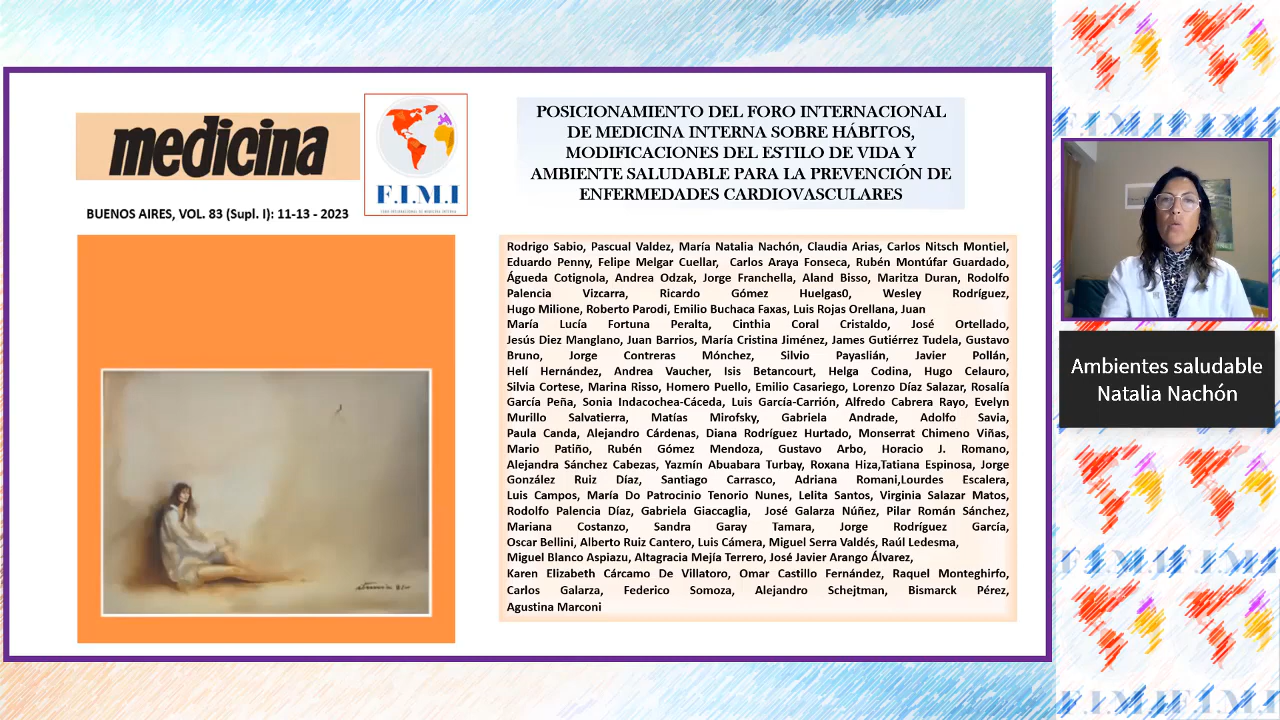 medicina
F.I.M.I
FORO INTERNACIONAL DE MEDICINA INTERNA
BUENOS AIRES, VOL. 83 (Supl. I): 11-13 - 2023
POSICIONAMIENTO DEL FORO INTERNACIONAL
DE MEDICINA INTERNA SOBRE HÁBITOS,
MODIFICACIONES DEL ESTILO DE VIDA Y
AMBIENTE SALUDABLE PARA LA PREVENCIÓN DE
ENFERMEDADES CARDIOVASCULARES
Rodrigo Sabio, Pascual Valdez, María Natalia Nachón, Claudia Arias, Carlos Nitsch Montiel,
Eduardo Penny, Felipe Melgar Cuellar, Carlos Araya Fonseca, Rubén Montúfar Guardado,
Águeda Cotignola, Andrea Odzak, Jorge Franchella, Aland Bisso, Maritza Duran, Rodolfo
Palencia Vizcarra, Ricardo Gómez Huelgas0, Wesley Rodríguez,
Hugo Milione, Roberto Parodi, Emilio Buchaca Faxas, Luis Rojas Orellana, Juan
María Lucía Fortuna Peralta, Cinthia Coral Cristaldo, José Ortellado,
Jesús Diez Manglano, Juan Barrios, María Cristina Jiménez, James Gutiérrez Tudela, Gustavo
Bruno, Jorge Contreras Mónchez, Silvio Payaslián, Javier Pollán,
Helí Hernández, Andrea Vaucher, Isis Betancourt, Helga Codina, Hugo Celauro,
Silvia Cortese, Marina Risso, Homero Puello, Emilio Casariego, Lorenzo Díaz Salazar, Rosalía
García Peña, Sonia Indacochea-Cáceda, Luis García-Carrión, Alfredo Cabrera Rayo, Evelyn
Murillo Salvatierra, Matías Mirofsky, Gabriela Andrade, Adolfo Savia,
Paula Canda, Alejandro Cárdenas, Diana Rodríguez Hurtado, Monserrat Chimeno Viñas,
Mario Patiño, Rubén Gómez Mendoza, Gustavo Arbo, Horacio J. Romano,
Alejandra Sánchez Cabezas, Yazmín Abuabara Turbay, Roxana Hiza,Tatiana Espinosa, Jorge
González Ruiz Díaz, Santiago Carrasco, Adriana Romani,Lourdes Escalera,
Luis Campos, María Do Patrocinio Tenorio Nunes, Lelita Santos, Virginia Salazar Matos,
Rodolfo Palencia Díaz, Gabriela Giaccaglia, José Galarza Núñez, Pilar Román Sánchez,
Mariana Costanzo, Sandra Garay Tamara, Jorge Rodríguez García,
Oscar Bellini, Alberto Ruiz Cantero, Luis Cámera, Miguel Serra Valdés, Raúl Ledesma,
Miguel Blanco Aspiazu, Altagracia Mejía Terrero, José Javier Arango Álvarez,
Karen Elizabeth Cárcamo De Villatoro, Omar Castillo Fernández, Raquel Monteghirfo,
Carlos Galarza, Federico Somoza, Alejandro Schejtman, Bismarck Pérez,
Agustina Marconi
Ambientes saludable
Natalia Nachón
F.I.M.I
F.I.M.I
F.I.M.I
F.I.M.I
F.I.M.I
F.I.M.I